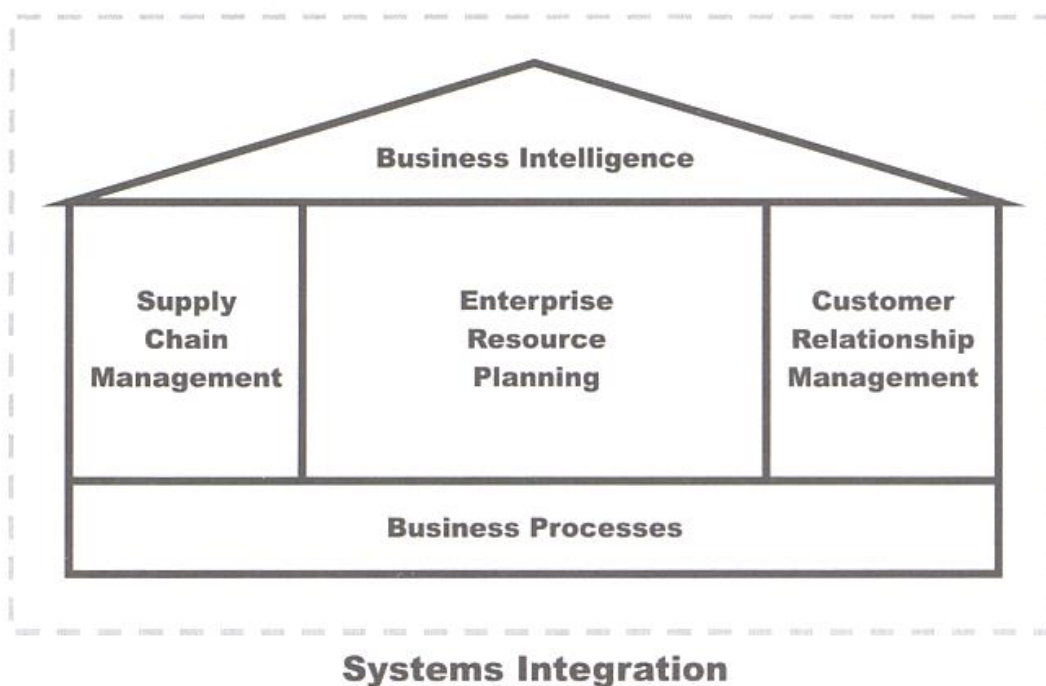 Business Intelligence
Supply
Chain
Management
Enterprise
Resource
Planning
Customer
Relationship
Management
Business Processes
Systems Integration